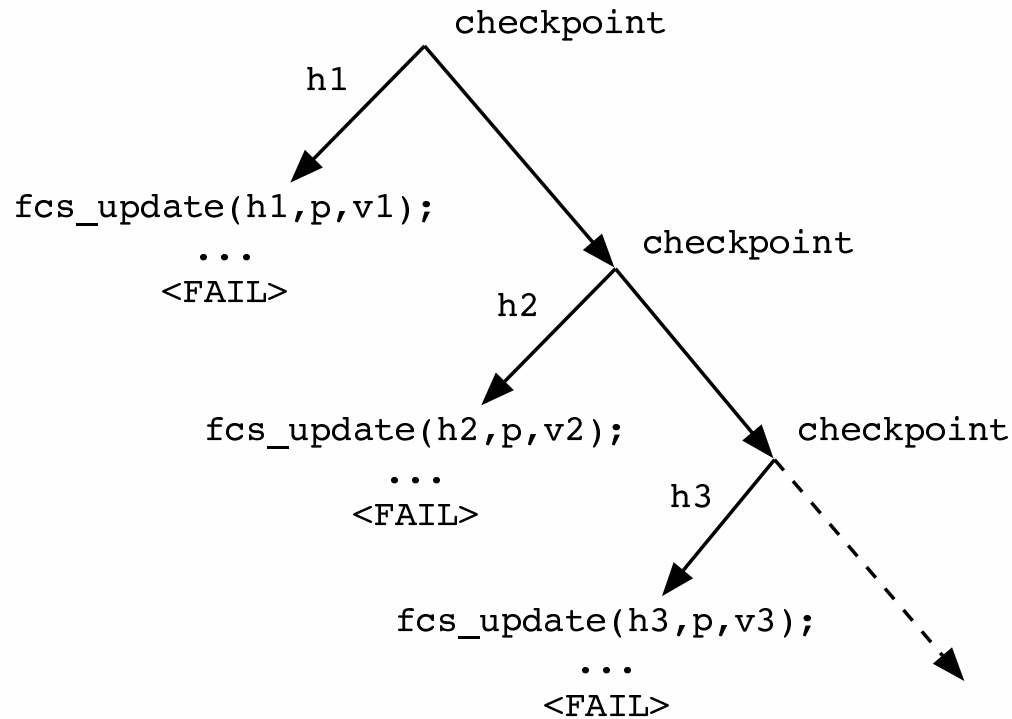 checkpoint
h1
fcs_update(h1,p,v1);
...
<FAIL>
checkpoint
h2
fcs_update(h2,p,v2);
...
<FAIL>
checkpoint
h3
fcs_update(h3,p,v3);
...
<FAIL>